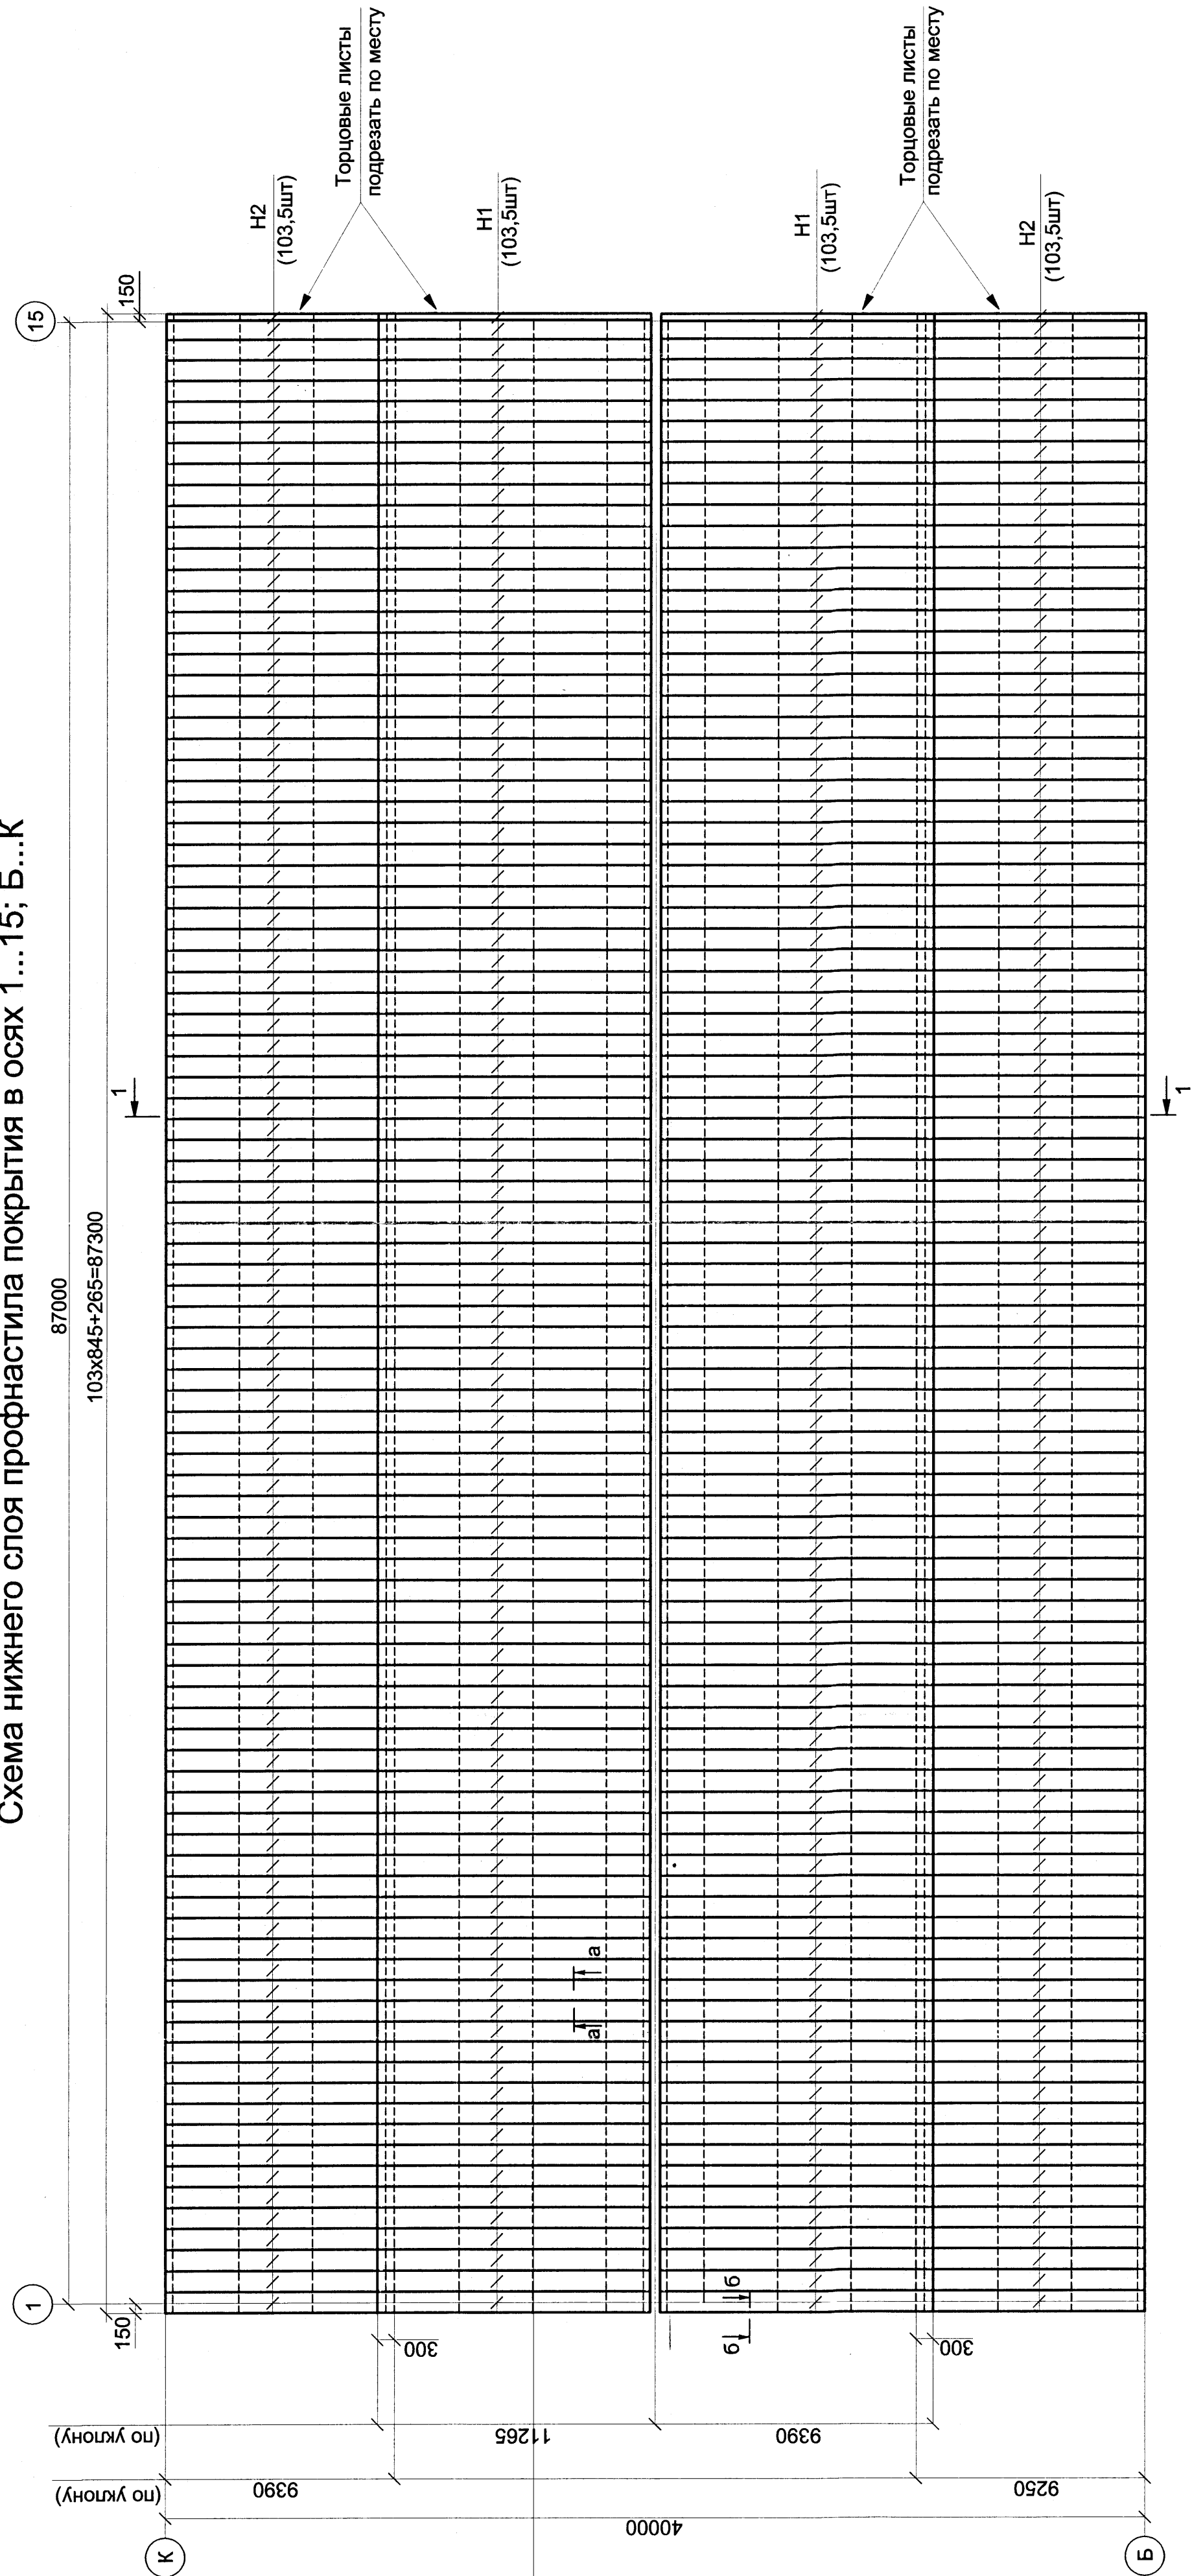 Схема нижнего слоя профнастила покрытия в осях 1...15; Б...К
1
15
87000
103х845+265=87300
150
150
1
Н2
(103,5шт)
Торцовые листы
подрезать по месту
Н1
(103,5шт)
Н1
(103,5шт)
Торцовые листы
подрезать по месту
Н2
(103,5шт)
а
а
б
б
300
300
(по уклону)
11265
9390
(по уклону)
9390
9250
40000
К
Б
1